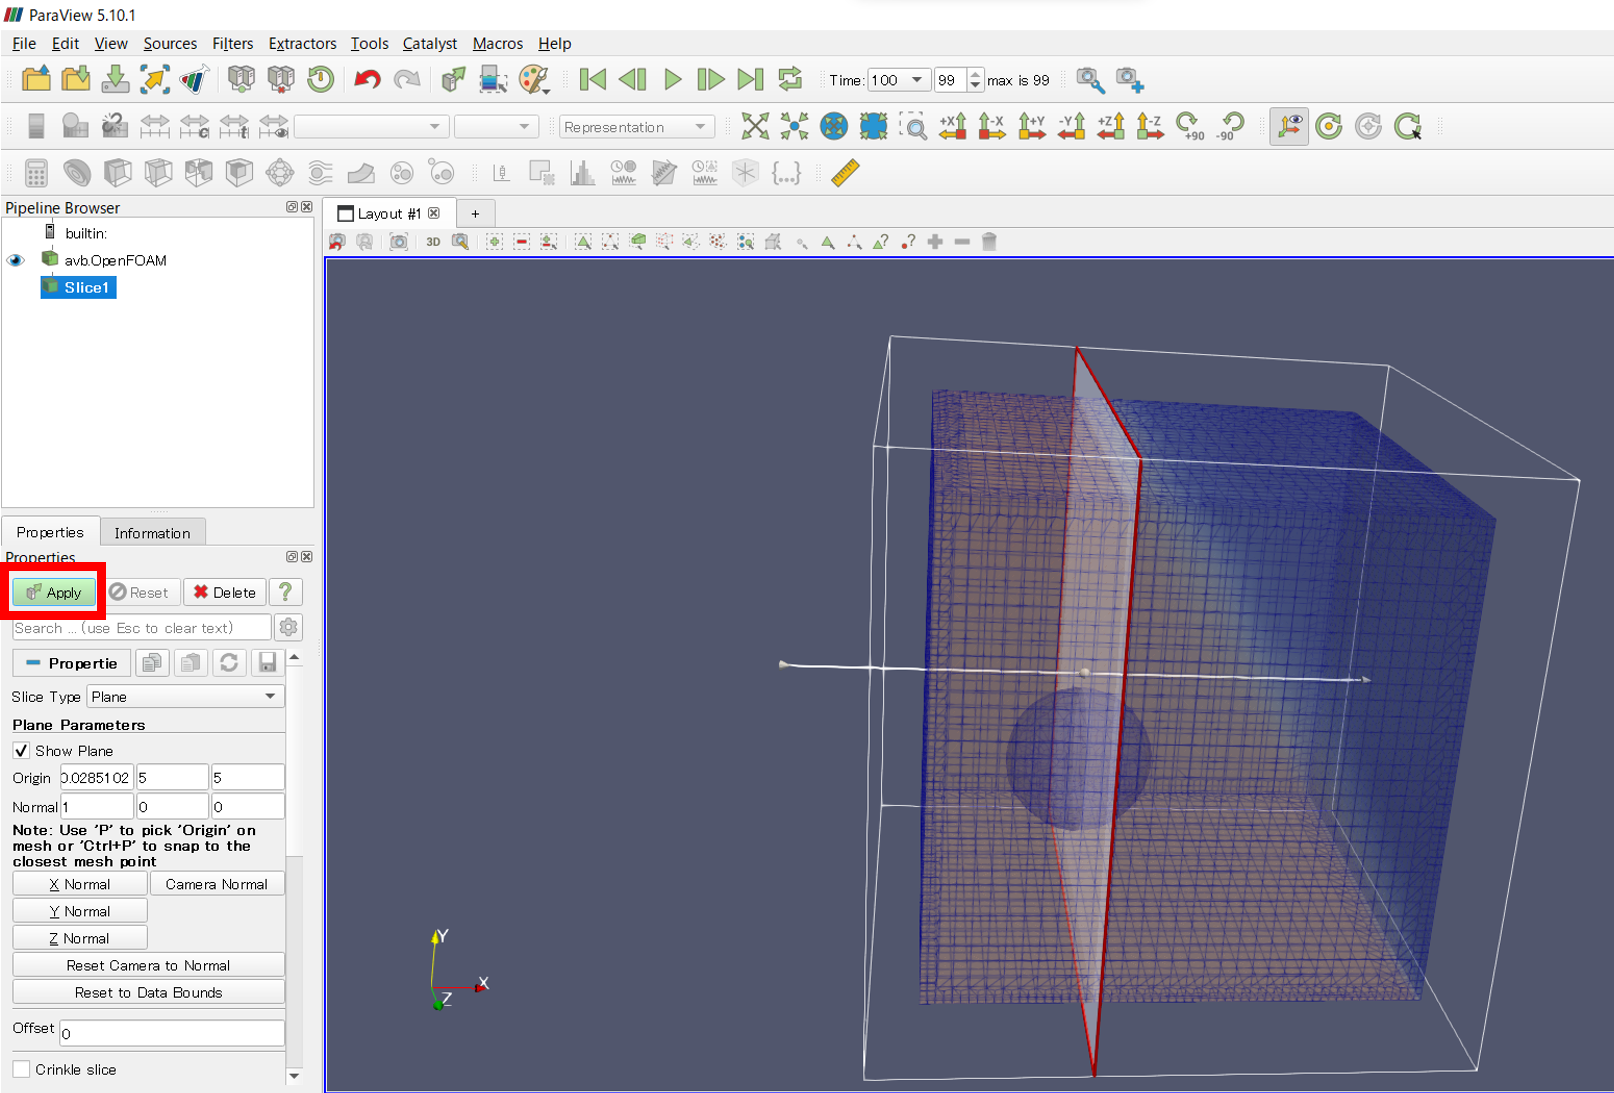 ParaView 5.10.1
File Edit View Sources Filters Extractors Tools Catalyst Macros Help
Time: 100 99 max is 99
Representation +X -X +Y -Y +Z -Z +90 -90
Pipeline Browser
Layout #1 +
builtin:
3D
avb.OpenFOAM
Slice1
Properties Information
Properties
Apply Reset Delete ?
Search ... (use Esc to clear text)
Propertie
Slice Type Plane
Plane Parameters
Show Plane
Origin 0.0285102 5 5
Normal 1 0 0
Note: Use 'P' to pick 'Origin' on
mesh or 'Ctrl+P' to snap to the
closest mesh point
X Normal Camera Normal
Y Normal
Z Normal
Reset Camera to Normal
Reset to Data Bounds
Offset 0
Crinkle slice
Y
X
Z